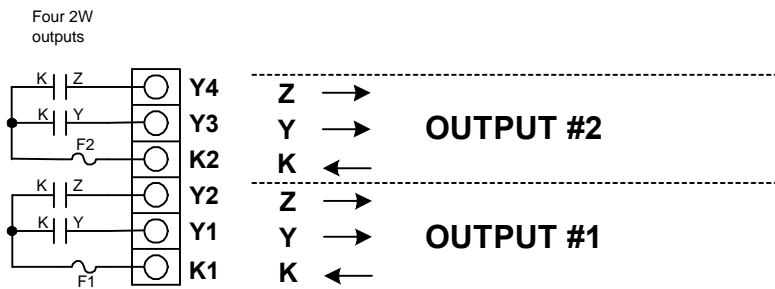 Four 2W
outputs
K Z Y4 Z
K Y Y3 Y OUTPUT #2
F2 K2 K
K Z Y2 Z
K Y Y1 Y OUTPUT #1
F1 K1 K